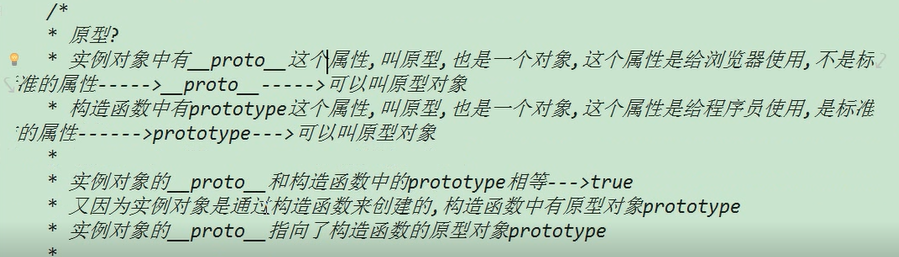 /*
* 原型?
* 实例对象中有__proto__这个属性,叫原型,也是一个对象,这个属性是给浏览器使用,不是标
准的属性----->__proto__----->可以叫原型对象
* 构造函数中有prototype这个属性,叫原型,也是一个对象,这个属性是给程序员使用,是标准
的属性------>prototype--->可以叫原型对象
*
* 实例对象的__proto__和构造函数中的prototype相等--->true
* 又因为实例对象是通过构造函数来创建的,构造函数中有原型对象prototype
* 实例对象的__proto__指向了构造函数的原型对象prototype
*